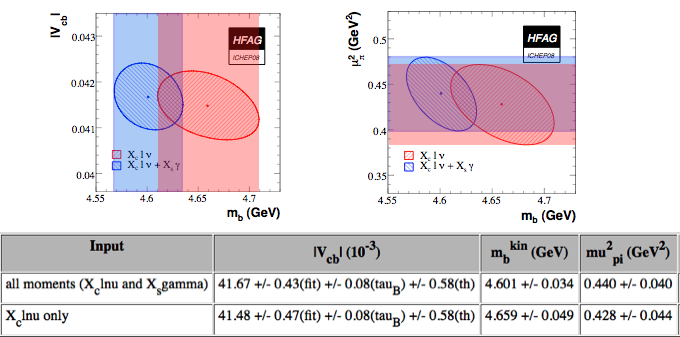 |V_cb|
0.043
0.042
0.041
0.04
HFAG
ICHEP08
X_c l ν
X_c l ν + X_s γ
4.55 4.6 4.65 4.7
m_b (GeV)
μ²_π (GeV²)
0.5
0.45
0.4
0.35
HFAG
ICHEP08
X_c l ν
X_c l ν + X_s γ
4.55 4.6 4.65 4.7
m_b (GeV)
Input |V_cb| (10^-3) m_b^kin (GeV) mu^2_pi (GeV^2)
all moments (X_clnu and X_sgamma) 41.67 +/- 0.43(fit) +/- 0.08(tau_B) +/- 0.58(th) 4.601 +/- 0.034 0.440 +/- 0.040
X_clnu only 41.48 +/- 0.47(fit) +/- 0.08(tau_B) +/- 0.58(th) 4.659 +/- 0.049 0.428 +/- 0.044